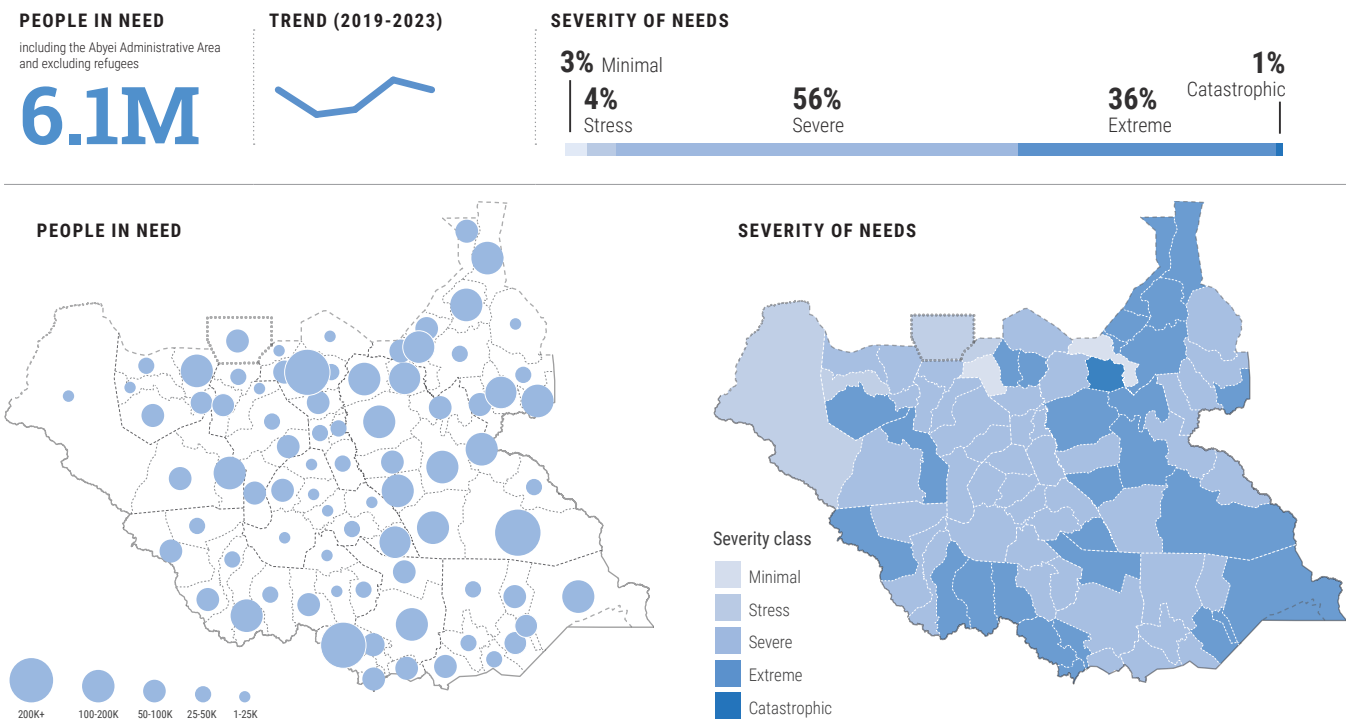 PEOPLE IN NEED
including the Abyei Administrative Area
and excluding refugees
6.1M
TREND (2019-2023)
SEVERITY OF NEEDS
3% Minimal
4%
Stress
56%
Severe
36%
Extreme
1%
Catastrophic
PEOPLE IN NEED
200K+
100-200K
50-100K
25-50K
1-25K
SEVERITY OF NEEDS
Severity class
Minimal
Stress
Severe
Extreme
Catastrophic